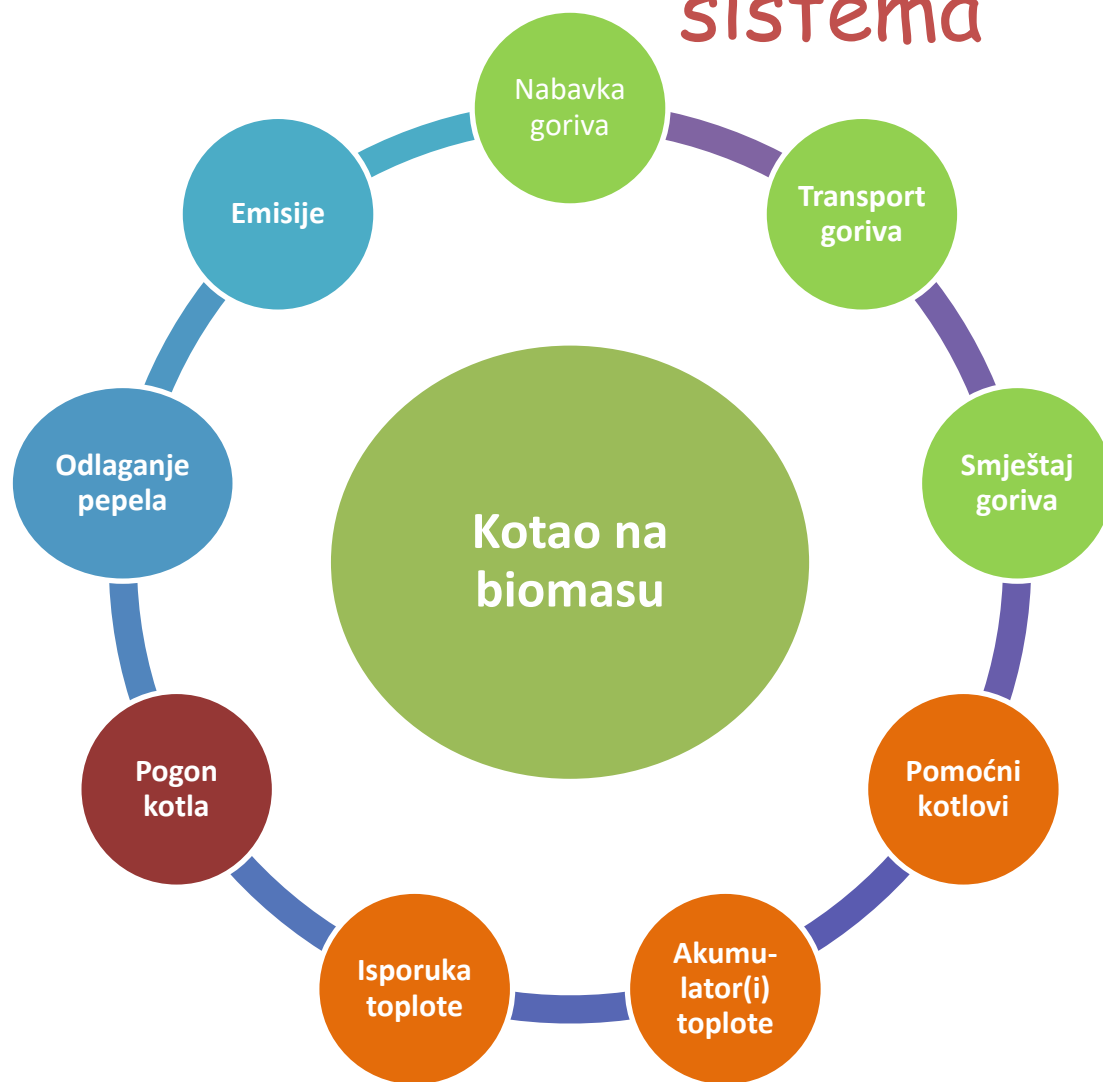 sistema
Nabavka
goriva
Transport
goriva
Smještaj
goriva
Pomoćni
kotlovi
Akumu-
lator(i)
toplote
Isporuka
toplote
Pogon
kotla
Odlaganje
pepela
Emisije
Kotao na
biomasu